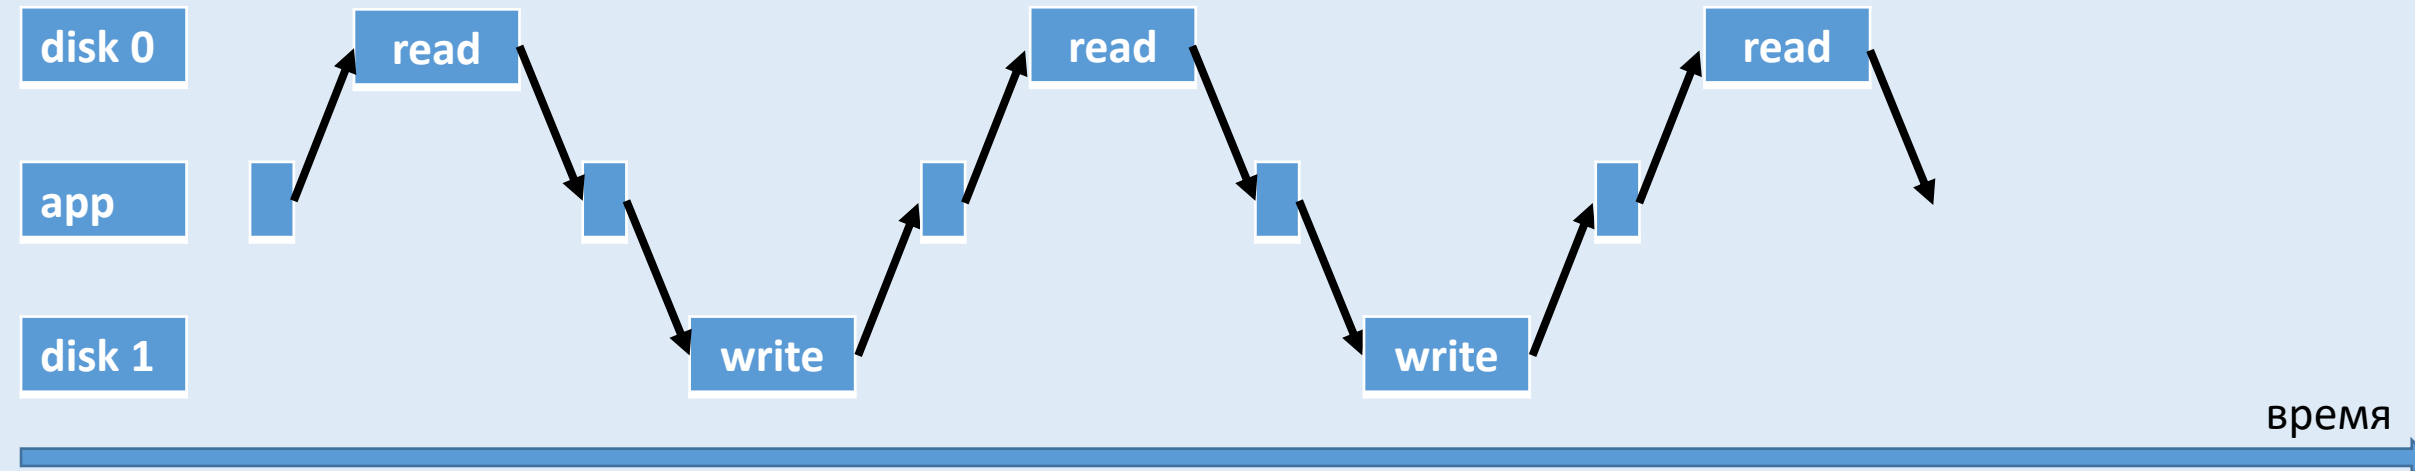 disk 0 read read read
app
disk 1 write write
время